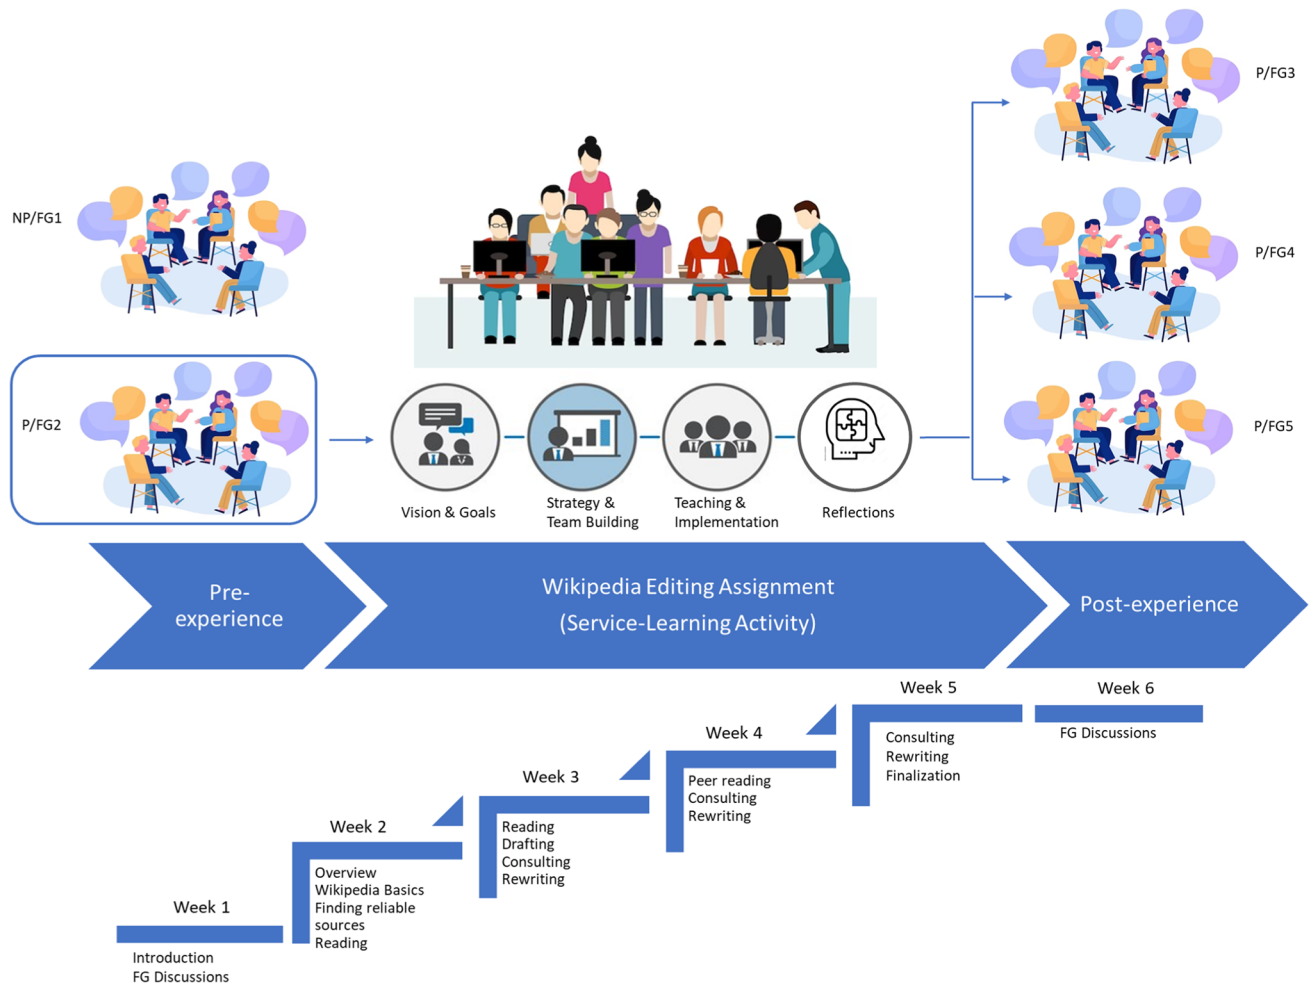 P/FG3
NP/FG1
P/FG4
P/FG2
P/FG5
Vision & Goals
Strategy &
Team Building
Teaching &
Implementation
Reflections
Pre-
experience
Wikipedia Editing Assignment
(Service-Learning Activity)
Post-experience
Week 1
Introduction
FG Discussions
Week 2
Overview
Wikipedia Basics
Finding reliable
sources
Reading
Week 3
Reading
Drafting
Consulting
Rewriting
Week 4
Peer reading
Consulting
Rewriting
Week 5
Consulting
Rewriting
Finalization
Week 6
FG Discussions